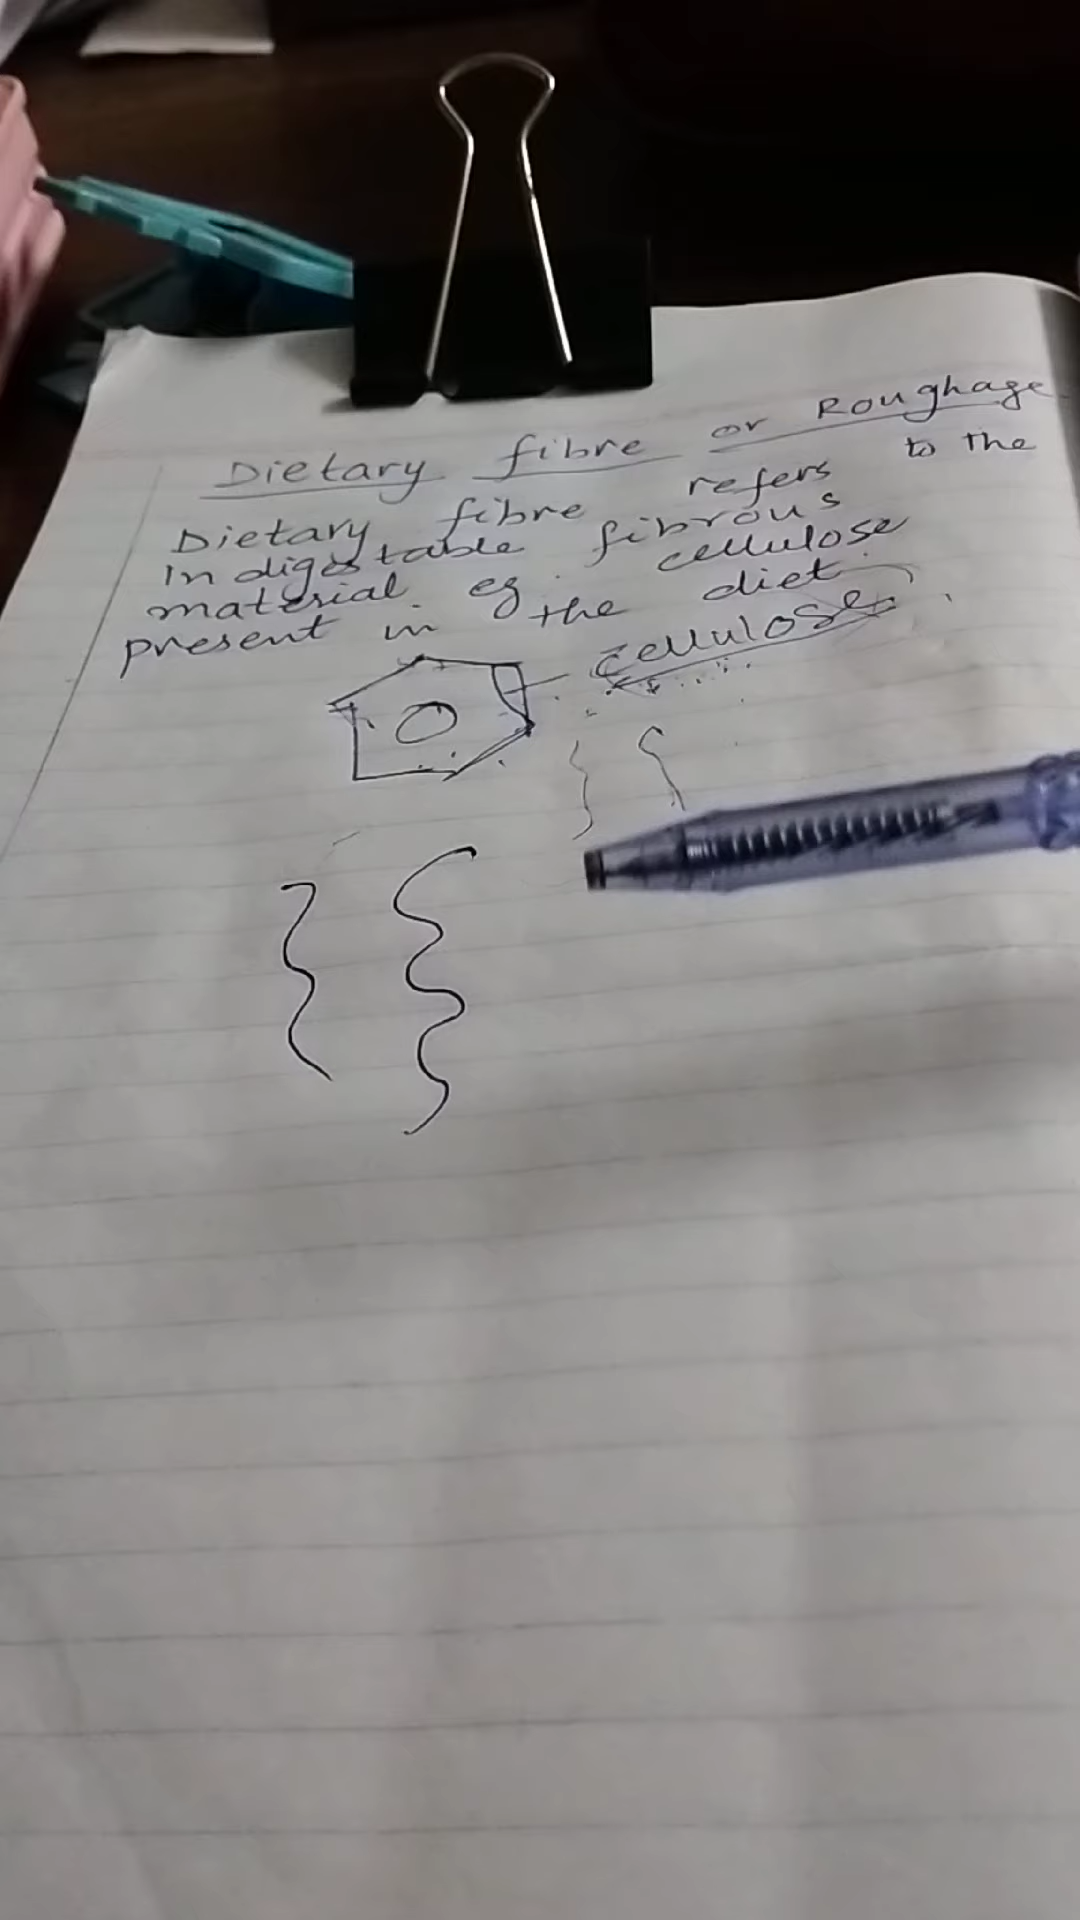 Dietary fibre or Roughage
Dietary fibre refers to the
Indigestable fibrous
material eg. cellulose
present in the diet
cellulose